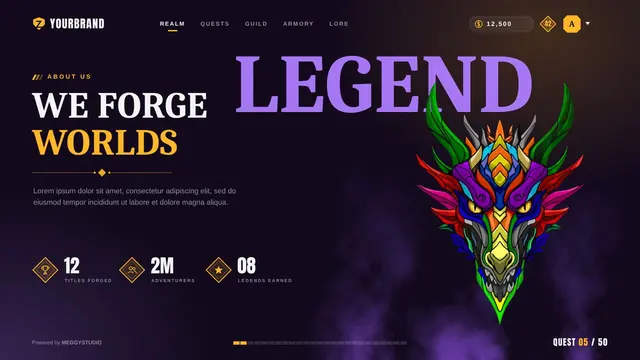 YOURBRAND
REALM QUESTS GUILD ARMORY LORE
12,500
42
A
LEGEND
ABOUT US
WE FORGE
WORLDS
Lorem ipsum dolor sit amet, consectetur adipiscing elit, sed do
eiusmod tempor incididunt ut labore et dolore magna aliqua.
12
TITLES FORGED
2M
ADVENTURERS
08
LEGENDS EARNED
Powered by MEGGYSTUDIO
QUEST 05 / 50